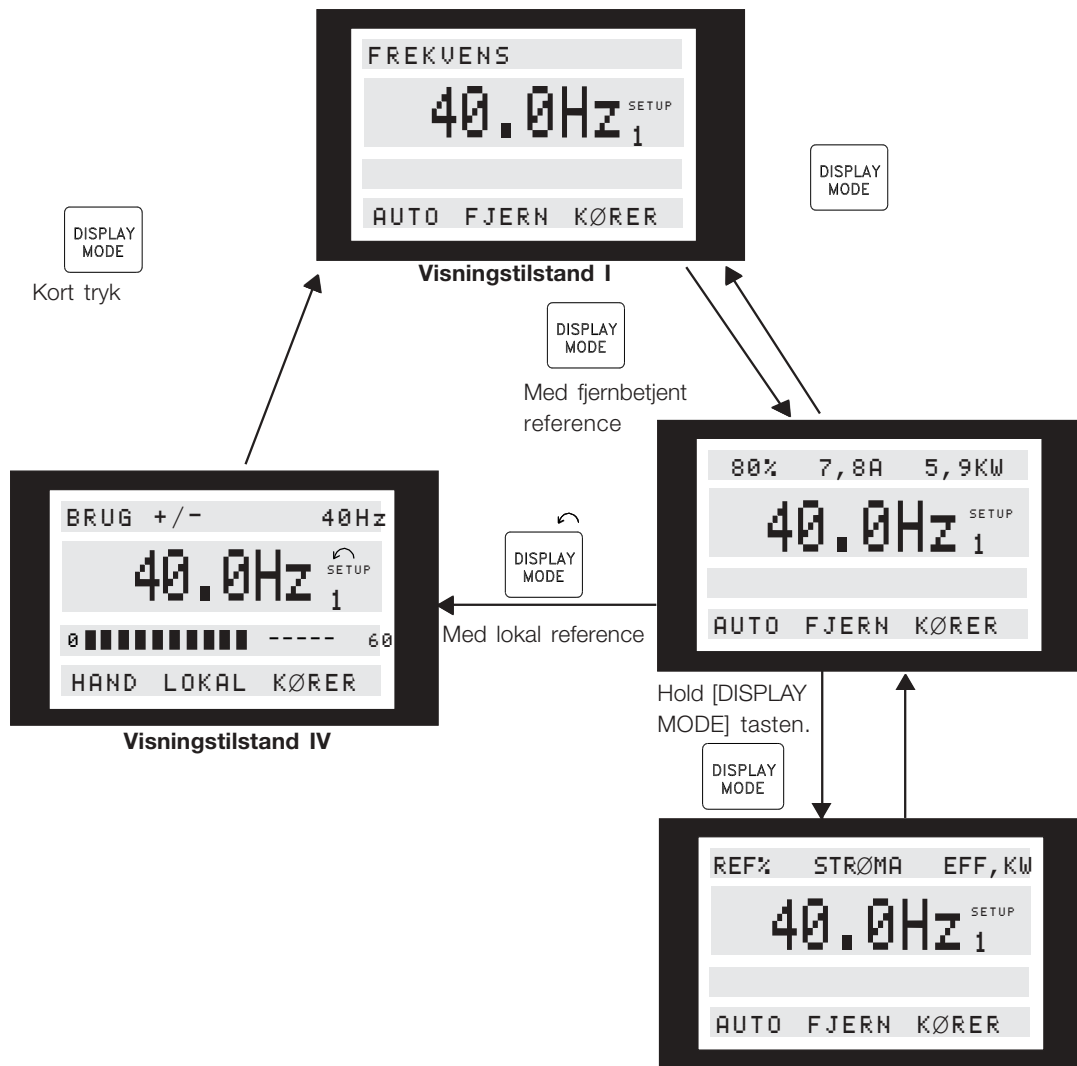 FREKVENS
40.0Hz SETUP 1
AUTO FJERN KØRER
Visningstilstand I
DISPLAY MODE
DISPLAY MODE
Kort tryk
DISPLAY MODE
Med fjernbetjent
reference
80% 7,8A 5,9KW
40.0Hz SETUP 1
AUTO FJERN KØRER
BRUG +/- 40Hz
40.0Hz SETUP 1
0 ----- 60
HAND LOKAL KØRER
Visningstilstand IV
DISPLAY MODE
Med lokal reference
Hold [DISPLAY
MODE] tasten.
DISPLAY MODE
REF% STRØMA EFF,KW
40.0Hz SETUP 1
AUTO FJERN KØRER